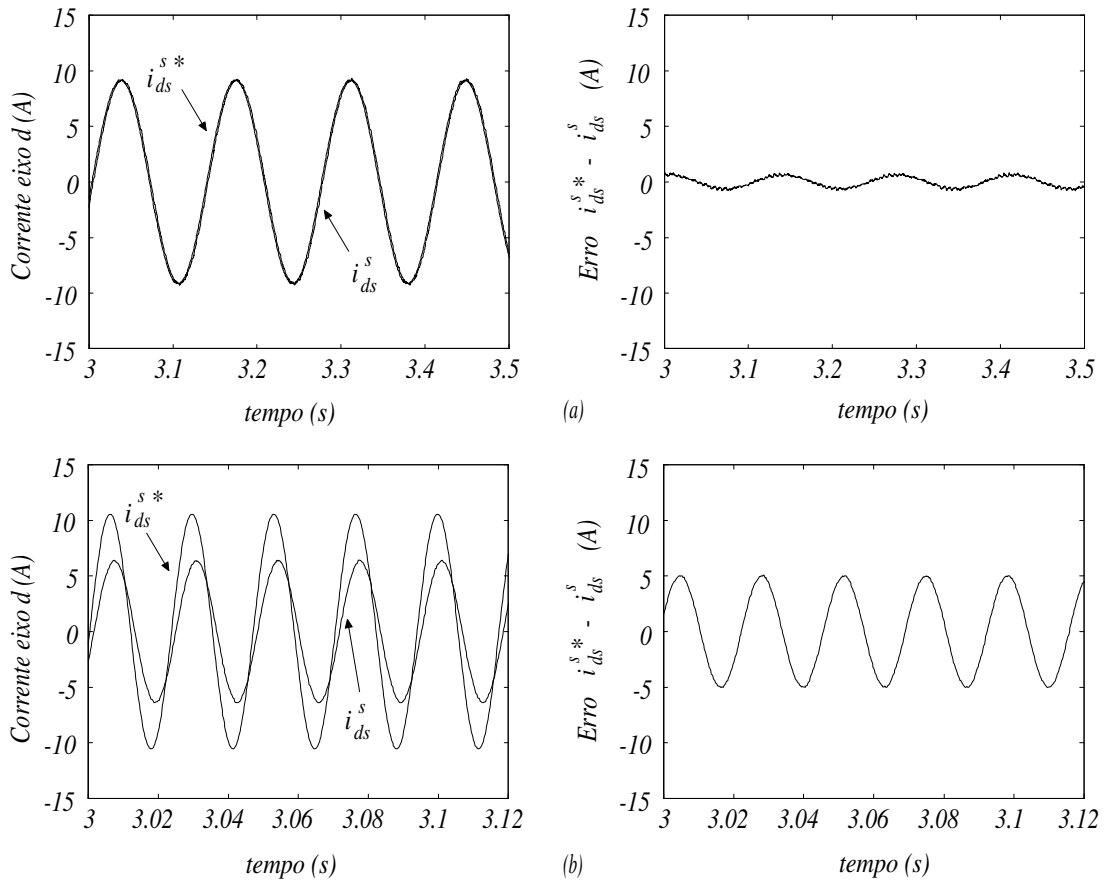 Corrente eixo d (A)
15
10
5
0
-5
-10
-15
i_ds^s *
i_ds^s
3 3.1 3.2 3.3 3.4 3.5
tempo (s)
Erro i_ds^s* - i_ds^s (A)
15
10
5
0
-5
-10
-15
3 3.1 3.2 3.3 3.4 3.5
tempo (s)
(a)
Corrente eixo d (A)
15
10
5
0
-5
-10
-15
i_ds^s *
i_ds^s
3 3.02 3.04 3.06 3.08 3.1 3.12
tempo (s)
Erro i_ds^s* - i_ds^s (A)
15
10
5
0
-5
-10
-15
3 3.02 3.04 3.06 3.08 3.1 3.12
tempo (s)
(b)